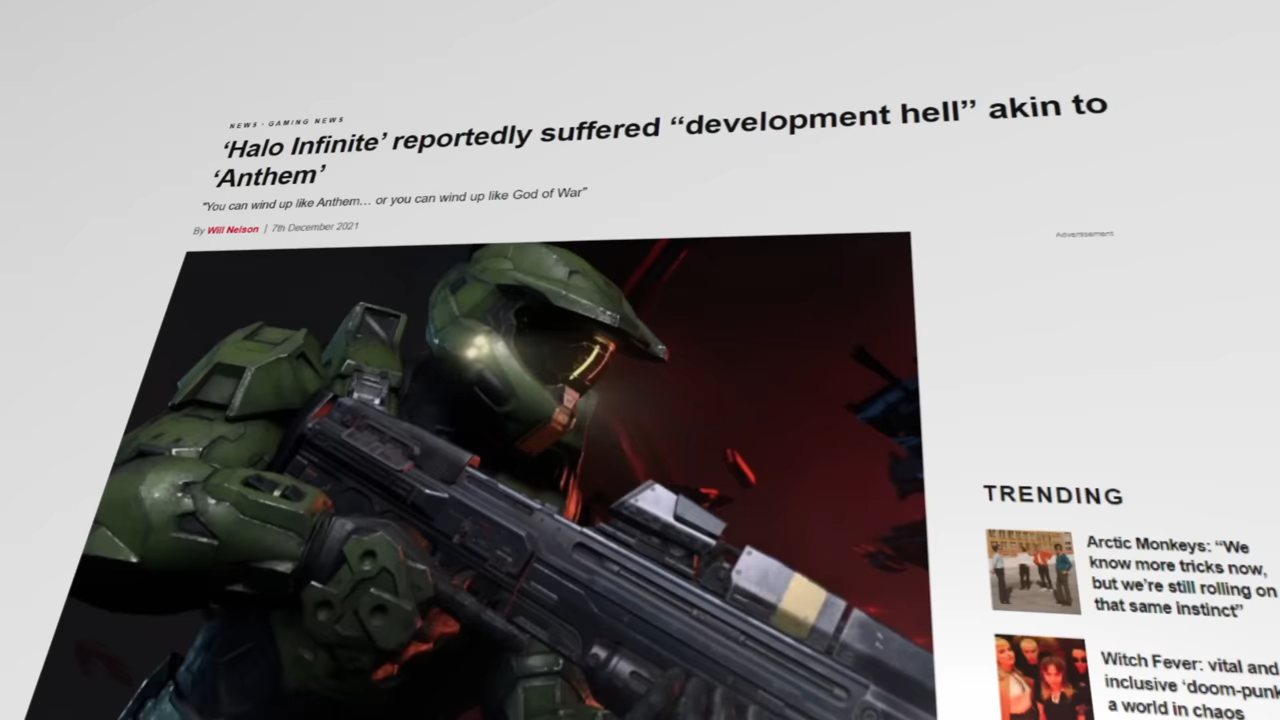 NEWS · GAMING NEWS
‘Halo Infinite’ reportedly suffered “development hell” akin to
‘Anthem’
"You can wind up like Anthem… or you can wind up like God of War"
By Will Nelson | 7th December 2021
Advertisement
TRENDING
Arctic Monkeys: “We
know more tricks now,
but we’re still rolling on
that same instinct”
Witch Fever: vital and
inclusive ‘doom-punk
a world in chaos